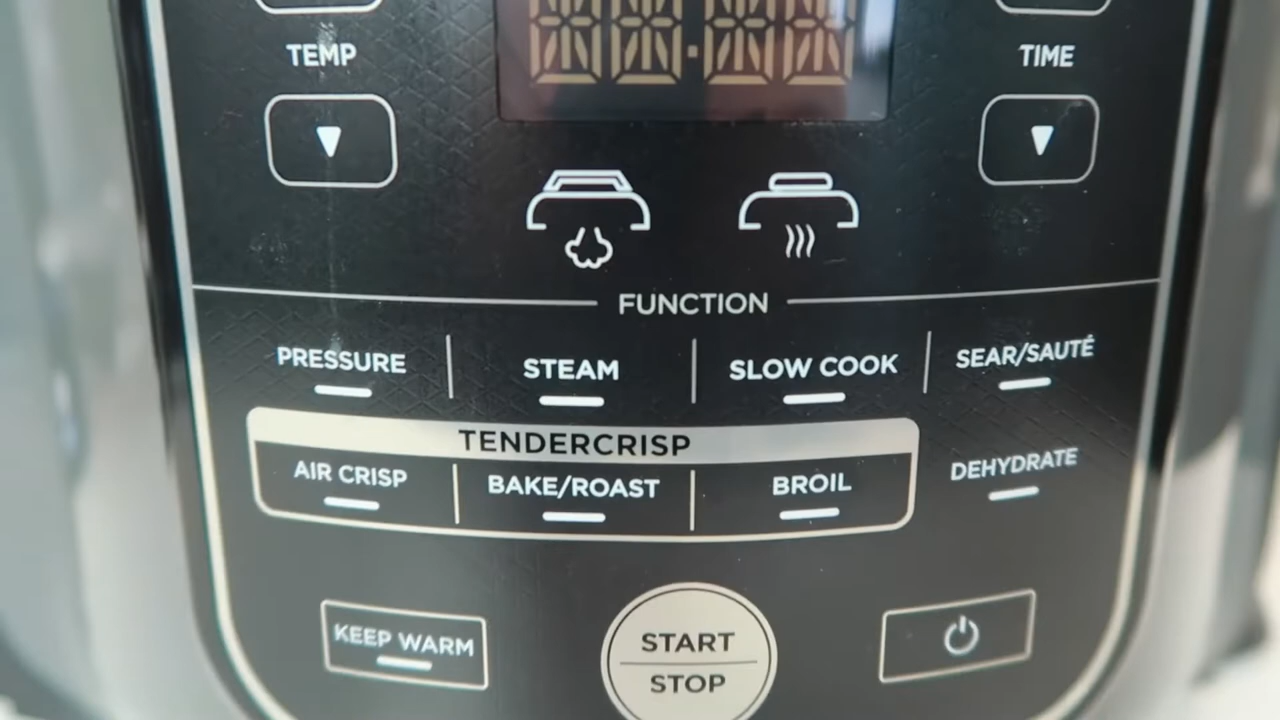 TEMP
TIME
FUNCTION
PRESSURE
STEAM
SLOW COOK
SEAR/SAUTÉ
TENDERCRISP
AIR CRISP
BAKE/ROAST
BROIL
DEHYDRATE
KEEP WARM
START
STOP